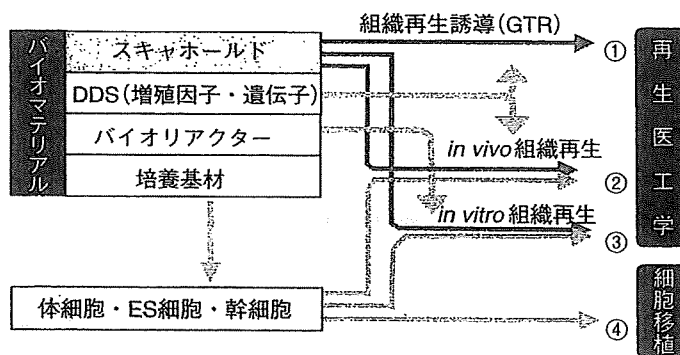 バイオマテリアル
スキャホールド
DDS(増殖因子・遺伝子)
バイオリアクター
培養基材
体細胞・ES細胞・幹細胞
組織再生誘導(GTR)
①
in vivo組織再生
②
in vitro組織再生
③
④
再生医工学
細胞移植